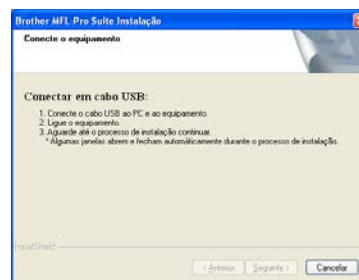 Brother MFL-Pro Suite Instalação
Conecte o equipamento
Conectar em cabo USB:
1. Conecte o cabo USB ao PC e ao equipamento.
2. Ligue o equipamento.
3. Aguarde até o processo de instalação continuar.
* Algumas janelas abrem e fecham automáticamente durante o processo de instalação.
InstallShield
< Anterior Seguinte > Cancelar